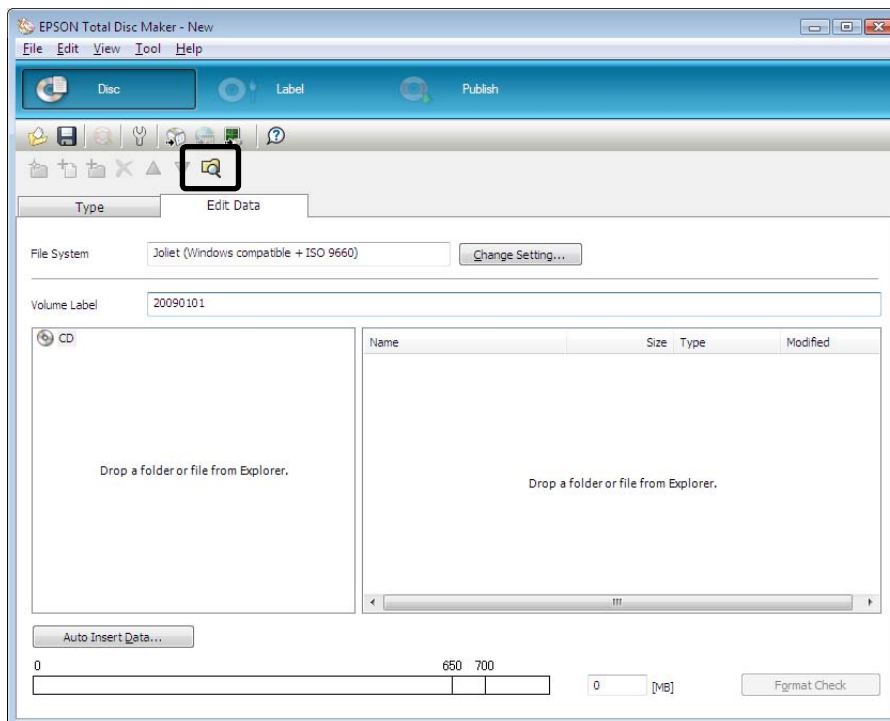 EPSON Total Disc Maker - New
File Edit View Tool Help
Disc Label Publish
Type Edit Data
File System Joliet (Windows compatible + ISO 9660) Change Setting...
Volume Label 20090101
CD Name Size Type Modified
Drop a folder or file from Explorer.
Drop a folder or file from Explorer.
Auto Insert Data...
0 650 700
0 [MB] Format Check